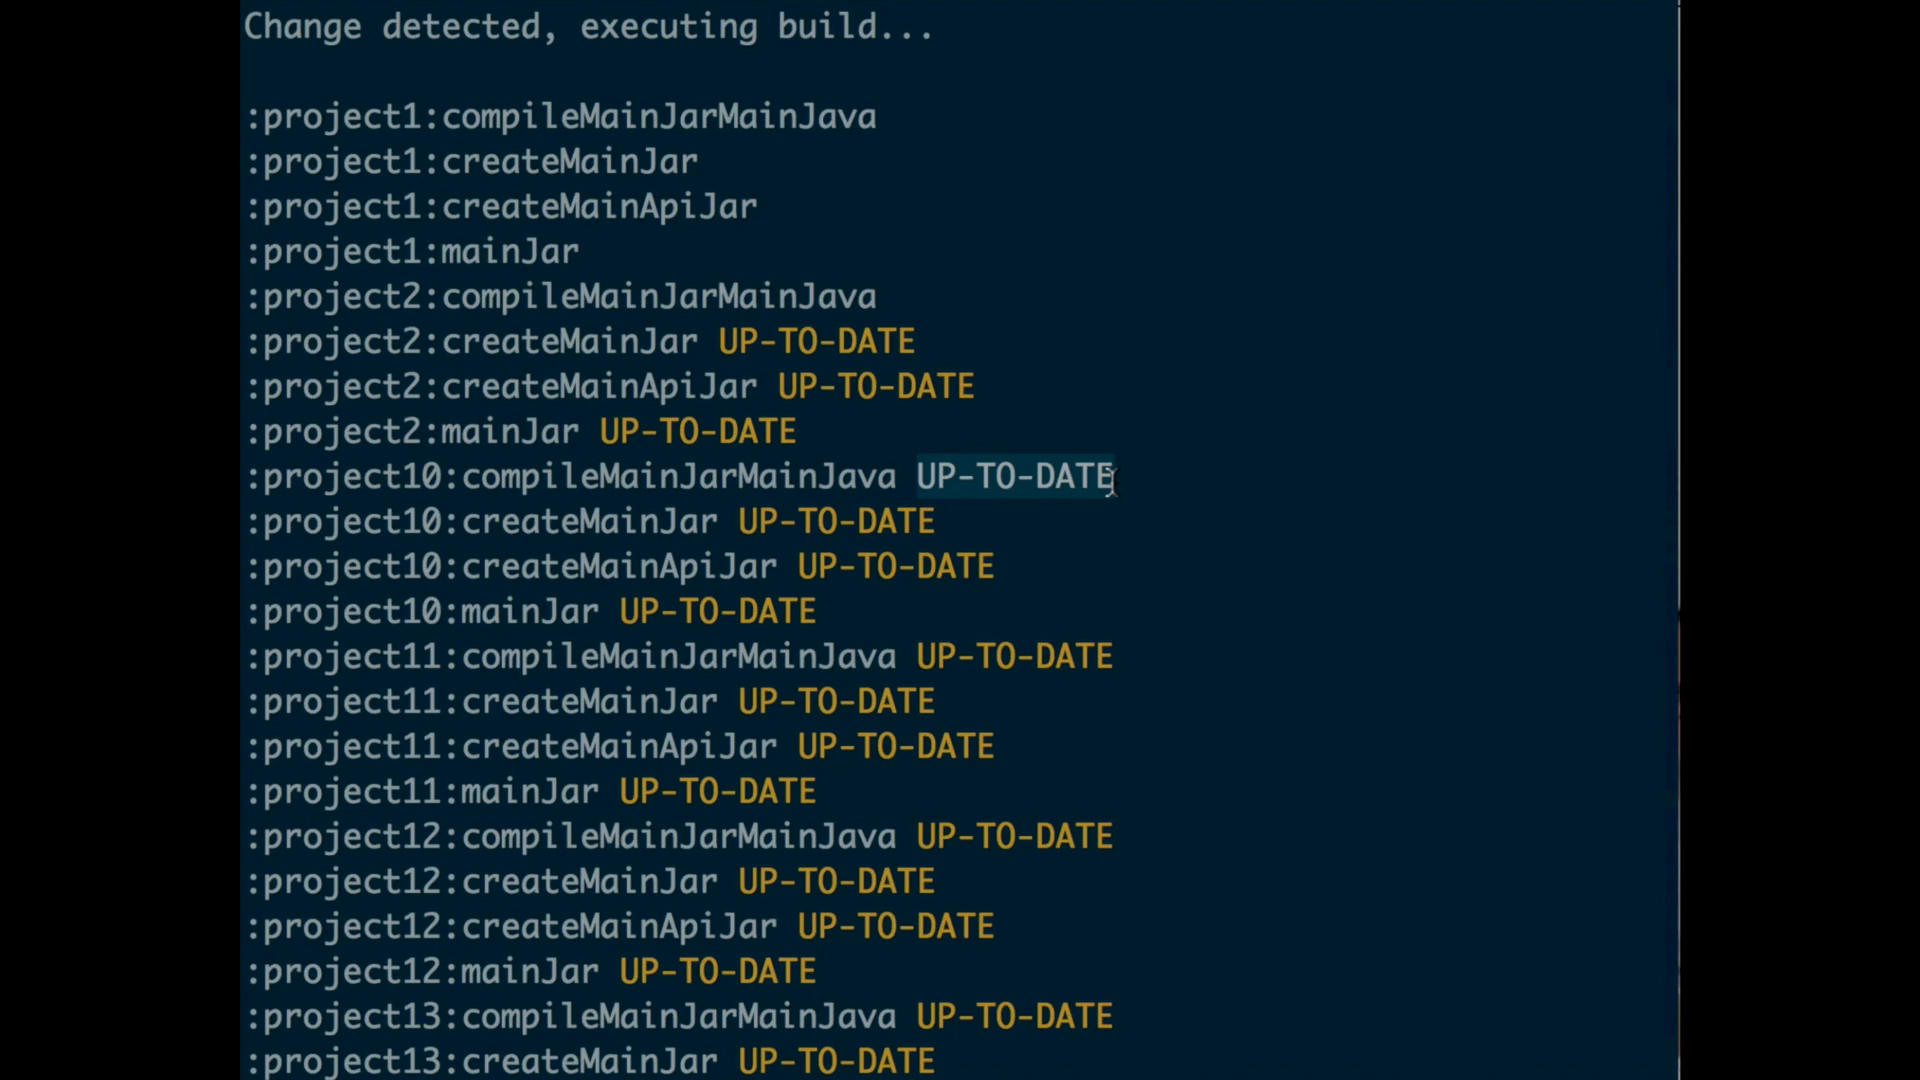 Change detected, executing build...
:project1:compileMainJarMainJava
:project1:createMainJar
:project1:createMainApiJar
:project1:mainJar
:project2:compileMainJarMainJava
:project2:createMainJar UP-TO-DATE
:project2:createMainApiJar UP-TO-DATE
:project2:mainJar UP-TO-DATE
:project10:compileMainJarMainJava UP-TO-DATE
:project10:createMainJar UP-TO-DATE
:project10:createMainApiJar UP-TO-DATE
:project10:mainJar UP-TO-DATE
:project11:compileMainJarMainJava UP-TO-DATE
:project11:createMainJar UP-TO-DATE
:project11:createMainApiJar UP-TO-DATE
:project11:mainJar UP-TO-DATE
:project12:compileMainJarMainJava UP-TO-DATE
:project12:createMainJar UP-TO-DATE
:project12:createMainApiJar UP-TO-DATE
:project12:mainJar UP-TO-DATE
:project13:compileMainJarMainJava UP-TO-DATE
:project13:createMainJar UP-TO-DATE